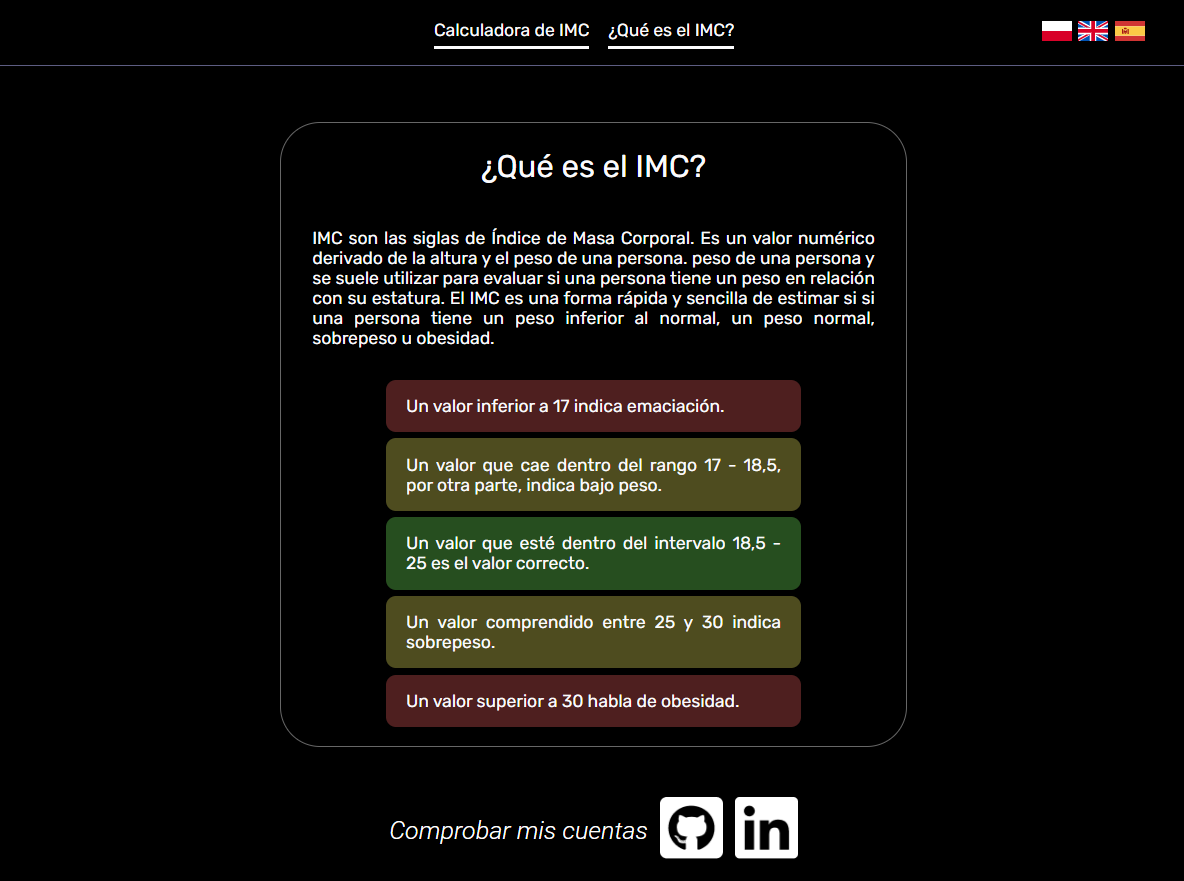 Calculadora de IMC ¿Qué es el IMC?
¿Qué es el IMC?
IMC son las siglas de Índice de Masa Corporal. Es un valor numérico
derivado de la altura y el peso de una persona. peso de una persona y
se suele utilizar para evaluar si una persona tiene un peso en relación
con su estatura. El IMC es una forma rápida y sencilla de estimar si si
una persona tiene un peso inferior al normal, un peso normal,
sobrepeso u obesidad.
Un valor inferior a 17 indica emaciación.
Un valor que cae dentro del rango 17 - 18,5,
por otra parte, indica bajo peso.
Un valor que esté dentro del intervalo 18,5 -
25 es el valor correcto.
Un valor comprendido entre 25 y 30 indica
sobrepeso.
Un valor superior a 30 habla de obesidad.
Comprobar mis cuentas in